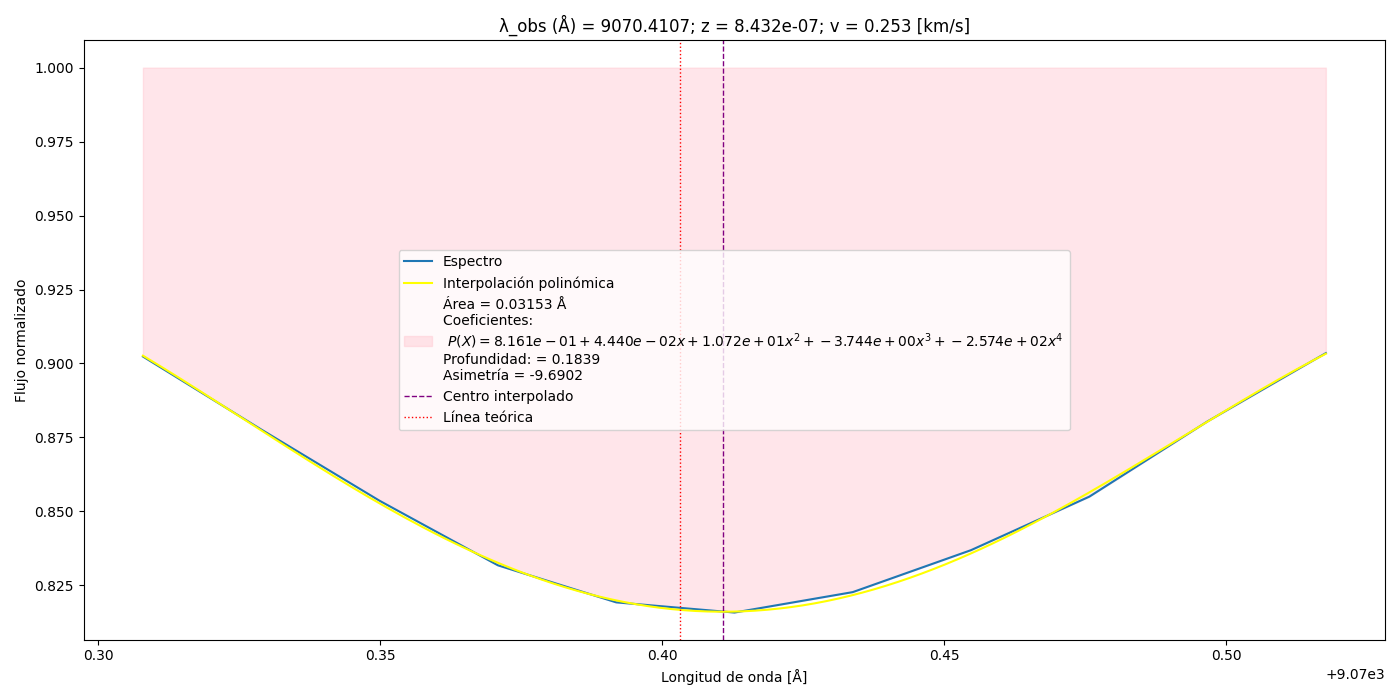 λ_obs (Å) = 9070.4107; z = 8.432e-07; v = 0.253 [km/s]
Flujo normalizado
1.000
0.975
0.950
0.925
0.900
0.875
0.850
0.825
Espectro
Interpolación polinómica
Área = 0.03153 Å
Coeficientes:
P(X) = 8.161e − 01 + 4.440e − 02x + 1.072e + 01x² + −3.744e + 00x³ + −2.574e + 02x⁴
Profundidad: = 0.1839
Asimetría = -9.6902
Centro interpolado
Línea teórica
0.30
0.35
0.40
0.45
0.50
+9.07e3
Longitud de onda [Å]